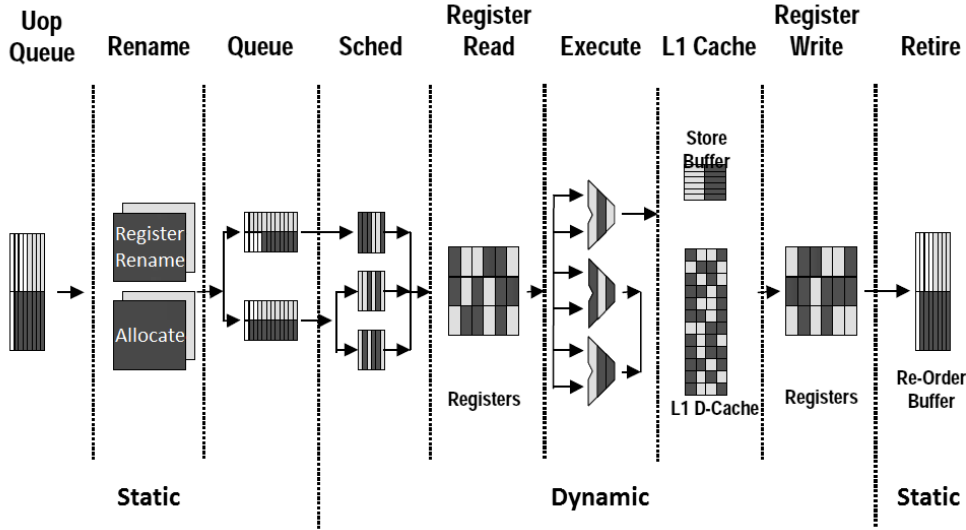 Uop
Queue
Rename
Queue
Sched
Register
Read
Execute
L1 Cache
Register
Write
Retire
Store
Buffer
Register
Rename
Allocate
Registers
L1 D-Cache
Registers
Re-Order
Buffer
Static
Dynamic
Static